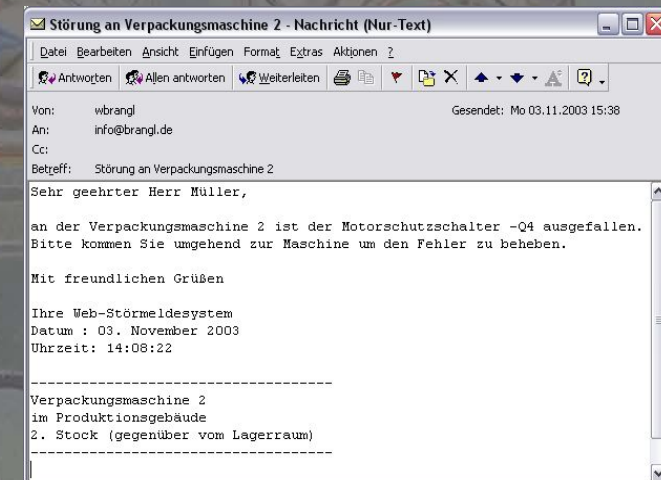 Störung an Verpackungsmaschine 2 - Nachricht (Nur-Text)
Datei Bearbeiten Ansicht Einfügen Format Extras Aktionen ?
Antworten Allen antworten Weiterleiten
Von: wbrangl Gesendet: Mo 03.11.2003 15:38
An: info@brangl.de
Cc:
Betreff: Störung an Verpackungsmaschine 2
Sehr geehrter Herr Müller,
an der Verpackungsmaschine 2 ist der Motorschutzschalter -Q4 ausgefallen.
Bitte kommen Sie umgehend zur Maschine um den Fehler zu beheben.
Mit freundlichen Grüßen
Ihre Web-Störmeldesystem
Datum : 03. November 2003
Uhrzeit: 14:08:22
-----------------------------------
Verpackungsmaschine 2
im Produktionsgebäude
2. Stock (gegenüber vom Lagerraum)
-----------------------------------